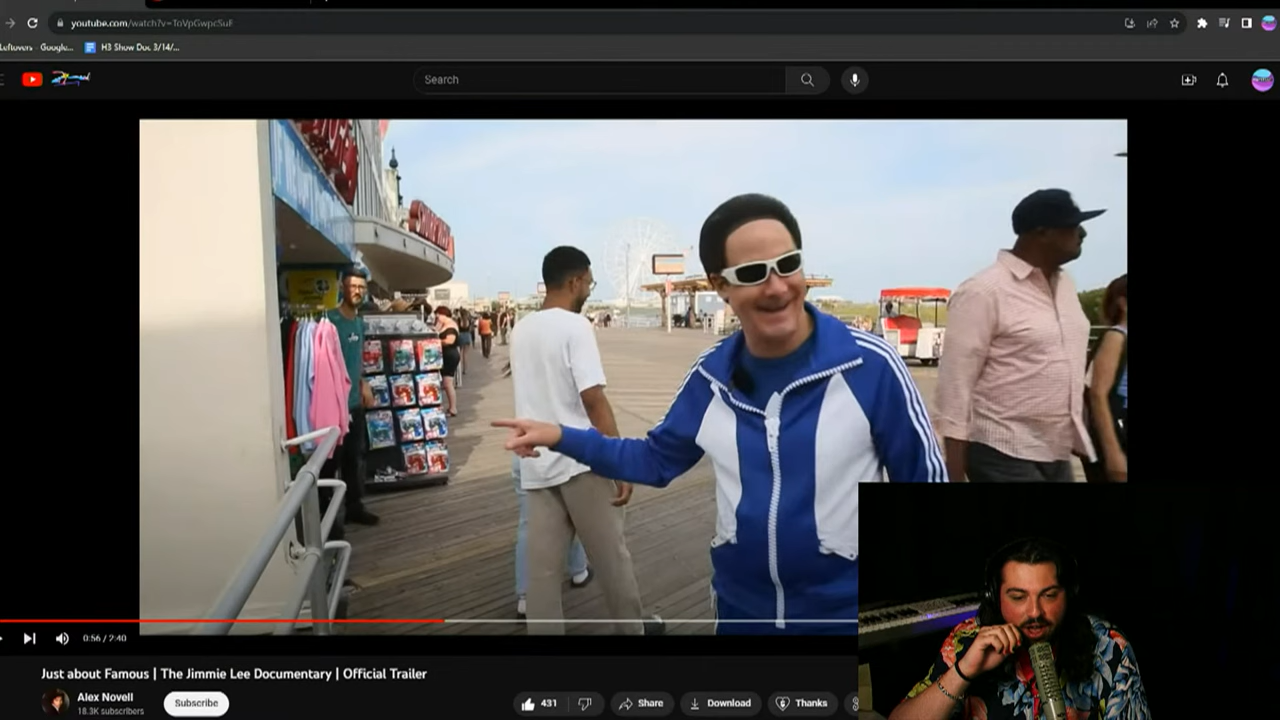 youtube.com/watch?v=ToVpGwpcSuE
Leftovers - Google...
H3 Show Doc 3/14/...
Search
0:56 / 2:40
Just about Famous | The Jimmie Lee Documentary | Official Trailer
Alex Novell
18.3K subscribers
Subscribe
431
Share
Download
Thanks